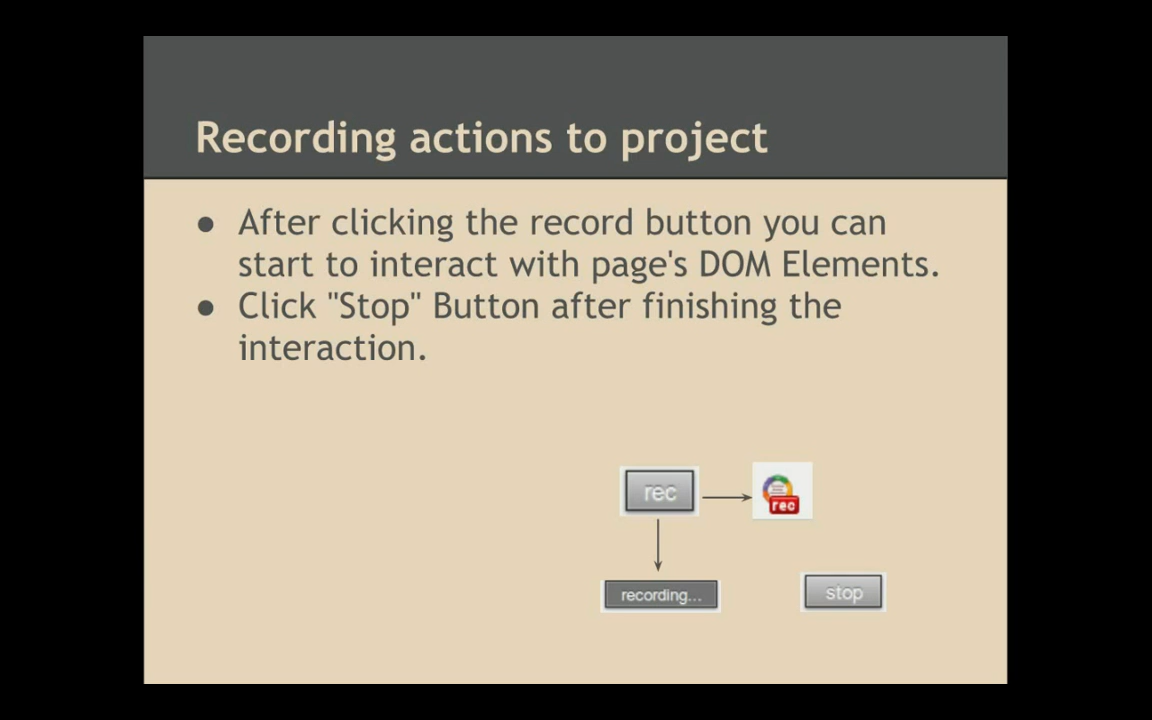 Recording actions to project
● After clicking the record button you can
start to interact with page's DOM Elements.
● Click "Stop" Button after finishing the
interaction.
rec
rec
recording...
stop